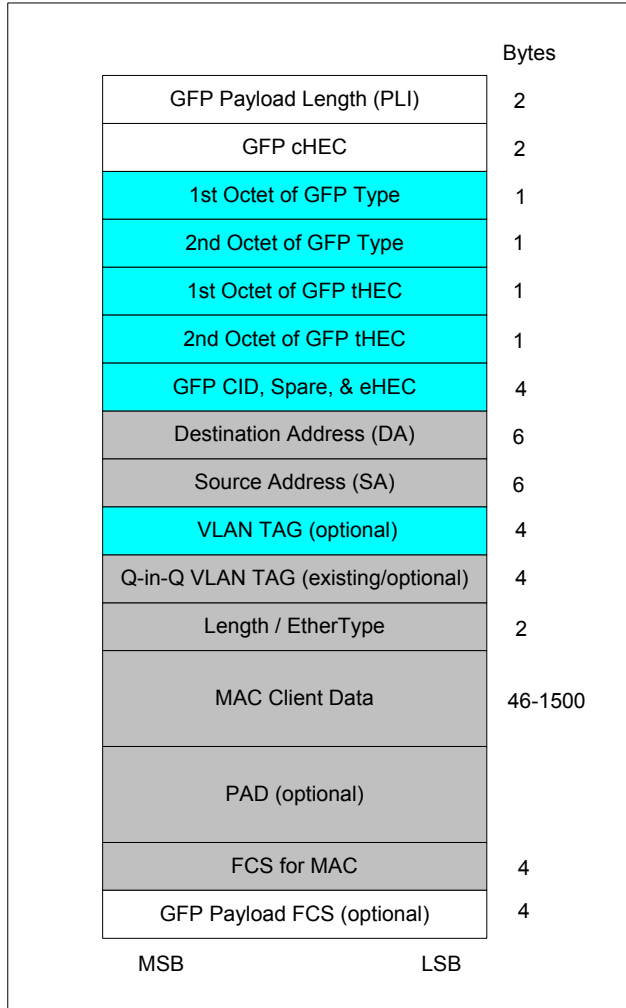 Bytes
GFP Payload Length (PLI) 2
GFP cHEC 2
1st Octet of GFP Type 1
2nd Octet of GFP Type 1
1st Octet of GFP tHEC 1
2nd Octet of GFP tHEC 1
GFP CID, Spare, & eHEC 4
Destination Address (DA) 6
Source Address (SA) 6
VLAN TAG (optional) 4
Q-in-Q VLAN TAG (existing/optional) 4
Length / EtherType 2
MAC Client Data 46-1500
PAD (optional)
FCS for MAC 4
GFP Payload FCS (optional) 4
MSB LSB